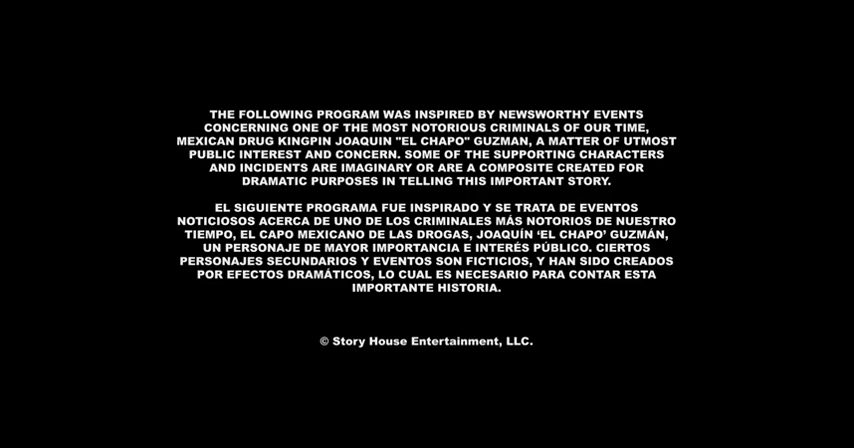 THE FOLLOWING PROGRAM WAS INSPIRED BY NEWSWORTHY EVENTS
CONCERNING ONE OF THE MOST NOTORIOUS CRIMINALS OF OUR TIME,
MEXICAN DRUG KINGPIN JOAQUIN "EL CHAPO" GUZMAN, A MATTER OF UTMOST
PUBLIC INTEREST AND CONCERN. SOME OF THE SUPPORTING CHARACTERS
AND INCIDENTS ARE IMAGINARY OR ARE A COMPOSITE CREATED FOR
DRAMATIC PURPOSES IN TELLING THIS IMPORTANT STORY.
EL SIGUIENTE PROGRAMA FUE INSPIRADO Y SE TRATA DE EVENTOS
NOTICIOSOS ACERCA DE UNO DE LOS CRIMINALES MÁS NOTORIOS DE NUESTRO
TIEMPO, EL CAPO MEXICANO DE LAS DROGAS, JOAQUÍN ‘EL CHAPO’ GUZMÁN,
UN PERSONAJE DE MAYOR IMPORTANCIA E INTERÉS PÚBLICO. CIERTOS
PERSONAJES SECUNDARIOS Y EVENTOS SON FICTICIOS, Y HAN SIDO CREADOS
POR EFECTOS DRAMÁTICOS, LO CUAL ES NECESARIO PARA CONTAR ESTA
IMPORTANTE HISTORIA.
© Story House Entertainment, LLC.